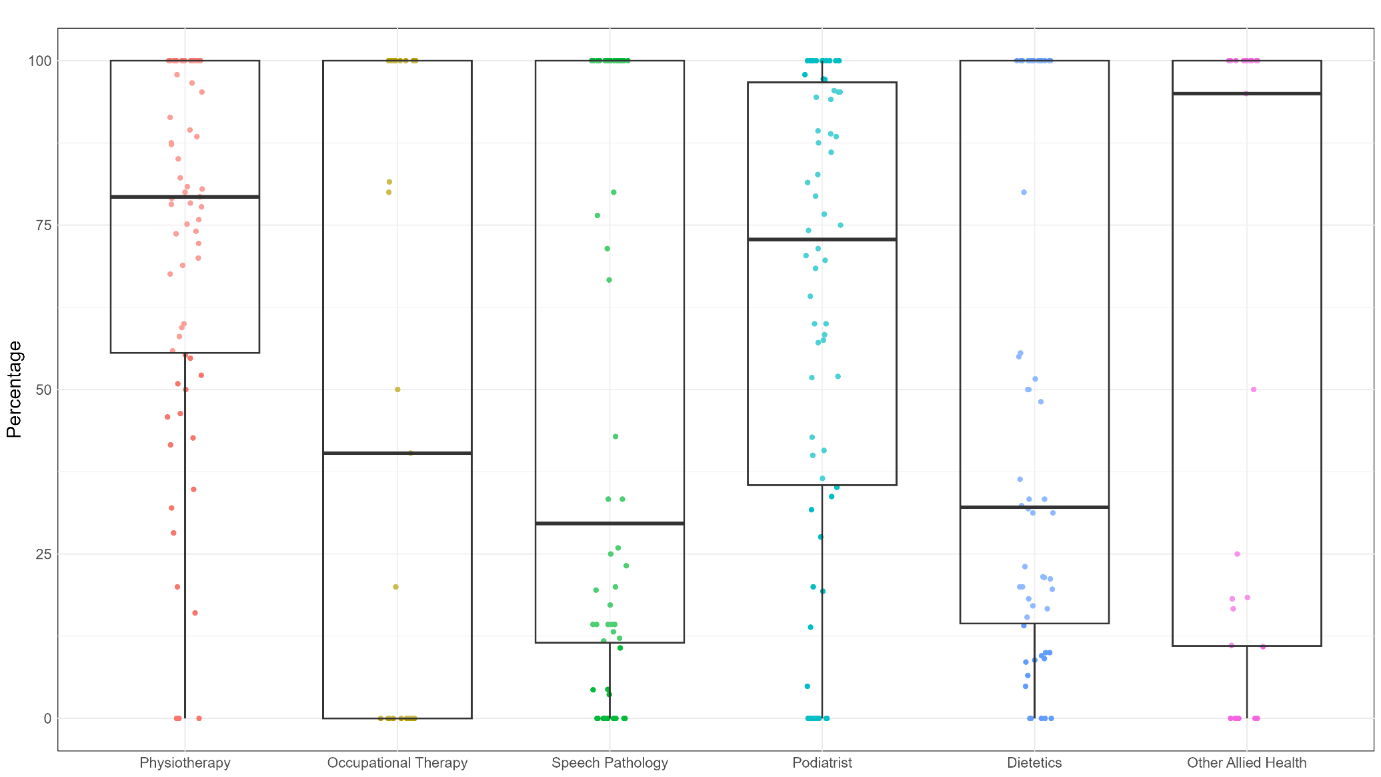 Percentage
100
75
50
25
0
Physiotherapy
Occupational Therapy
Speech Pathology
Podiatrist
Dietetics
Other Allied Health